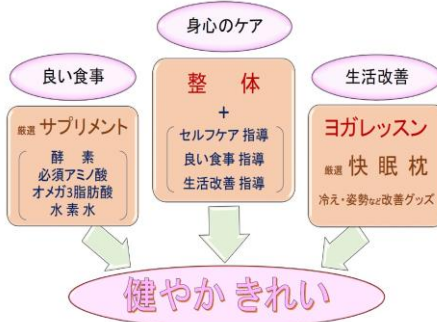 身心のケア
良い食事
整 体
+
セルフケア 指導
良い食事 指導
生活改善 指導
生活改善
厳選 サプリメント
酵 素
必須アミノ酸
オメガ3脂肪酸
水 素 水
ヨガレッスン
厳選 快 眠 枕
冷え・姿勢など改善グッズ
健やか きれい